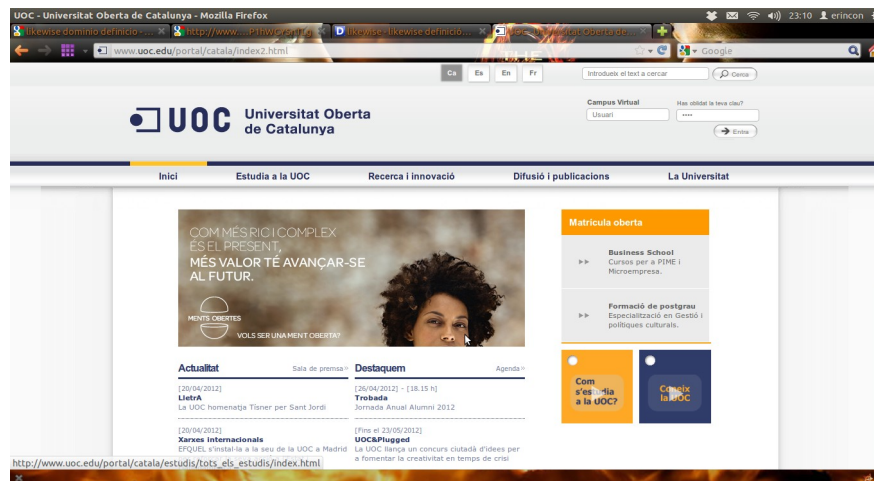 UOC - Universitat Oberta de Catalunya - Mozilla Firefox
23:10 erincon
likewise dominio definicio
likewise - likewise definició:...
www.uoc.edu/portal/catala/index2.html
Google
Ca Es En Fr
Introdueix el text a cercar
Cerca
UOC
Universitat Oberta
de Catalunya
Campus Virtual
Has oblidat la teva clau?
Usuari
Entra
Inici Estudia a la UOC Recerca i innovació Difusió i publicacions La Universitat
COM MÉS RIC I COMPLEX
ÉS EL PRESENT,
MÉS VALOR TÉ AVANÇAR-SE
AL FUTUR.
MENTS OBERTES
VOLS SER UNA MENT OBERTA?
Matrícula oberta
Business School
Cursos per a PIME i
Microempresa.
Formació de postgrau
Especialització en Gestió i
polítiques culturals.
Com
s'estudia
a la UOC?
Coneix
la UOC
Actualitat Sala de premsa»
[20/04/2012]
LletrA
La UOC homenatja Tísner per Sant Jordi
[20/04/2012]
Xarxes internacionals
EFQUEL s'instal·la a la seu de la UOC a Madrid
Destaquem Agenda»
[26/04/2012] - [18.15 h]
Trobada
Jornada Anual Alumni 2012
[Fins el 23/05/2012]
UOC&Plugged
La UOC llança un concurs ciutadà d'idees per
a fomentar la creativitat en temps de crisi
http://www.uoc.edu/portal/catala/estudis/tots_els_estudis/index.html